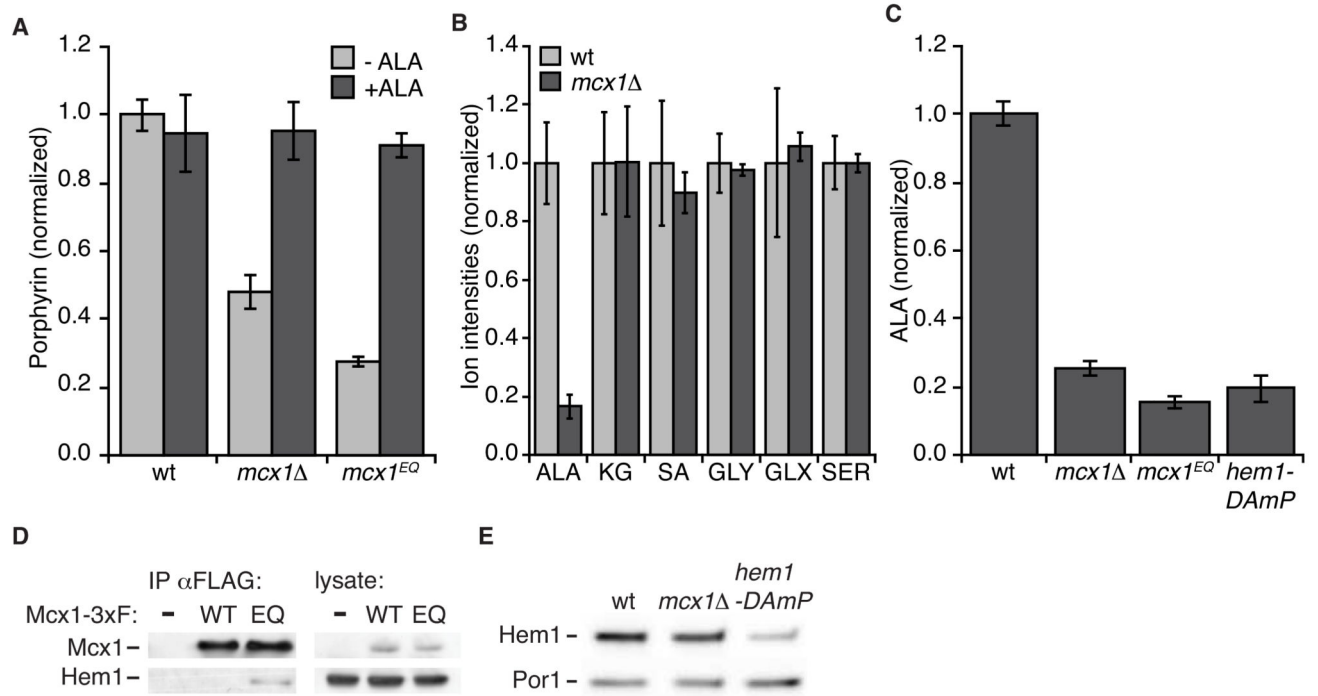 A
Porphyrin (normalized)
1.2
1.0
0.8
0.6
0.4
0.2
0.0
- ALA
+ALA
wt mcx1Δ mcx1EQ
B
Ion intensities (normalized)
1.4
1.2
1.0
0.8
0.6
0.4
0.2
0.0
wt
mcx1Δ
ALA KG SA GLY GLX SER
C
ALA (normalized)
1.2
1.0
0.8
0.6
0.4
0.2
0.0
wt mcx1Δ mcx1EQ hem1-
DAmP
D
IP αFLAG: lysate:
Mcx1-3xF: – WT EQ – WT EQ
Mcx1–
Hem1–
E
hem1
wt mcx1Δ -DAmP
Hem1–
Por1–